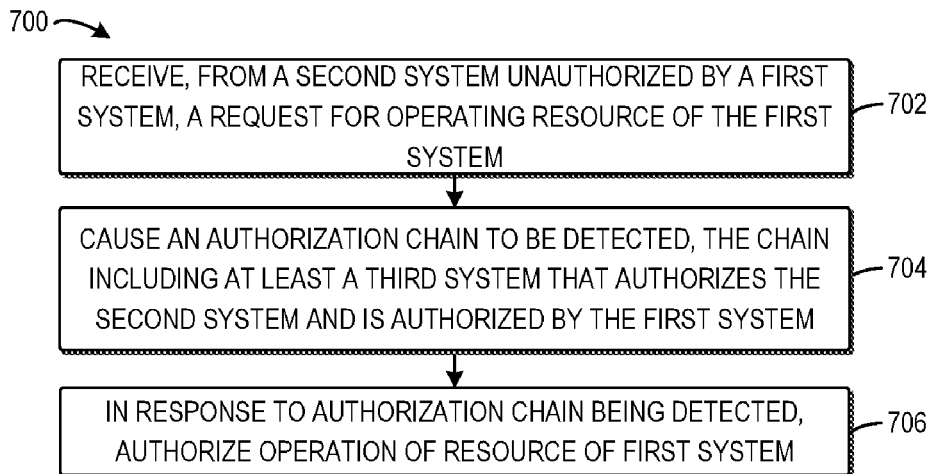 700
RECEIVE, FROM A SECOND SYSTEM UNAUTHORIZED BY A FIRST
SYSTEM, A REQUEST FOR OPERATING RESOURCE OF THE FIRST
SYSTEM
702
CAUSE AN AUTHORIZATION CHAIN TO BE DETECTED, THE CHAIN
INCLUDING AT LEAST A THIRD SYSTEM THAT AUTHORIZES THE
SECOND SYSTEM AND IS AUTHORIZED BY THE FIRST SYSTEM
704
IN RESPONSE TO AUTHORIZATION CHAIN BEING DETECTED,
AUTHORIZE OPERATION OF RESOURCE OF FIRST SYSTEM
706